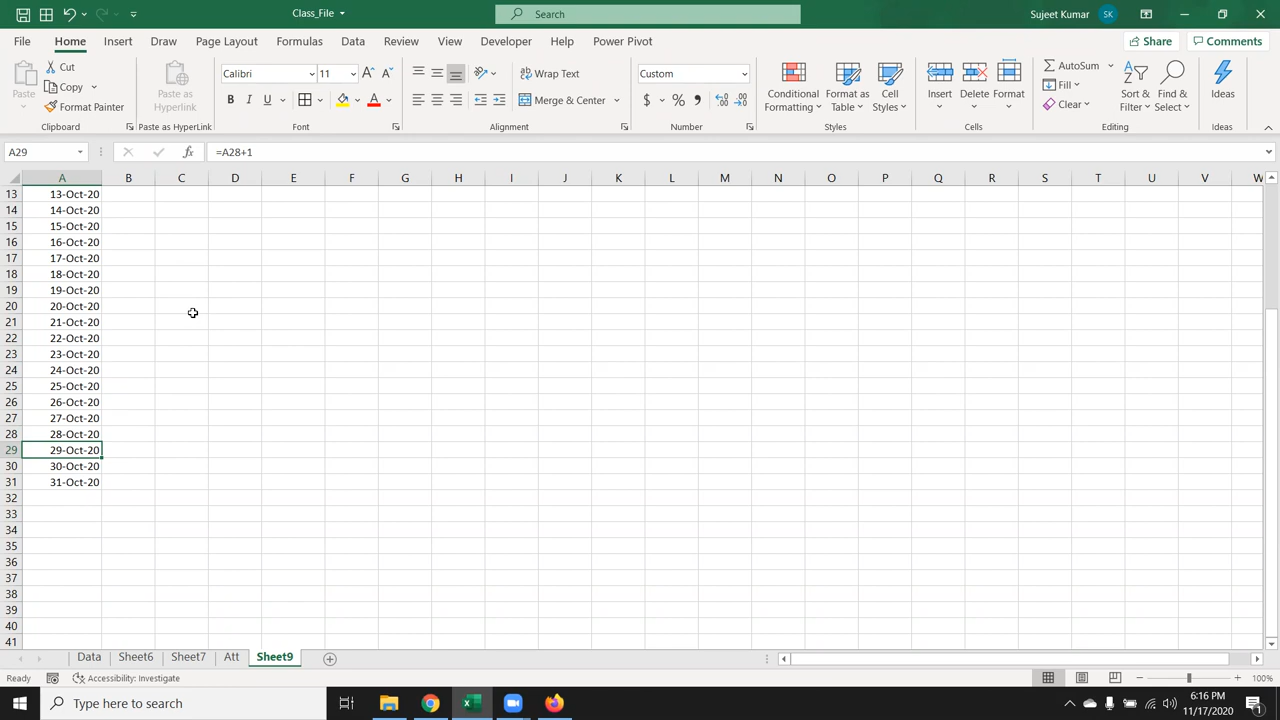 Class_File
Search
Sujeet Kumar
SK
File
Home
Insert
Draw
Page Layout
Formulas
Data
Review
View
Developer
Help
Power Pivot
Share
Comments
Paste
Cut
Copy
Format Painter
Clipboard
Paste as
Hyperlink
Paste as HyperLink
Calibri
11
B I U
Font
Wrap Text
Merge & Center
Alignment
Custom
$ % ,
Number
Conditional
Formatting
Format as
Table
Cell
Styles
Styles
Insert
Delete
Format
Cells
AutoSum
Fill
Clear
Sort &
Filter
Find &
Select
Editing
Ideas
Ideas
A29
fx
=A28+1
A B C D E F G H I J K L M N O P Q R S T U V W
13 13-Oct-20
14 14-Oct-20
15 15-Oct-20
16 16-Oct-20
17 17-Oct-20
18 18-Oct-20
19 19-Oct-20
20 20-Oct-20
21 21-Oct-20
22 22-Oct-20
23 23-Oct-20
24 24-Oct-20
25 25-Oct-20
26 26-Oct-20
27 27-Oct-20
28 28-Oct-20
29 29-Oct-20
30 30-Oct-20
31 31-Oct-20
32
33
34
35
36
37
38
39
40
41
Data
Sheet6
Sheet7
Att
Sheet9
Ready
Accessibility: Investigate
100%
Type here to search
6:16 PM
11/17/2020